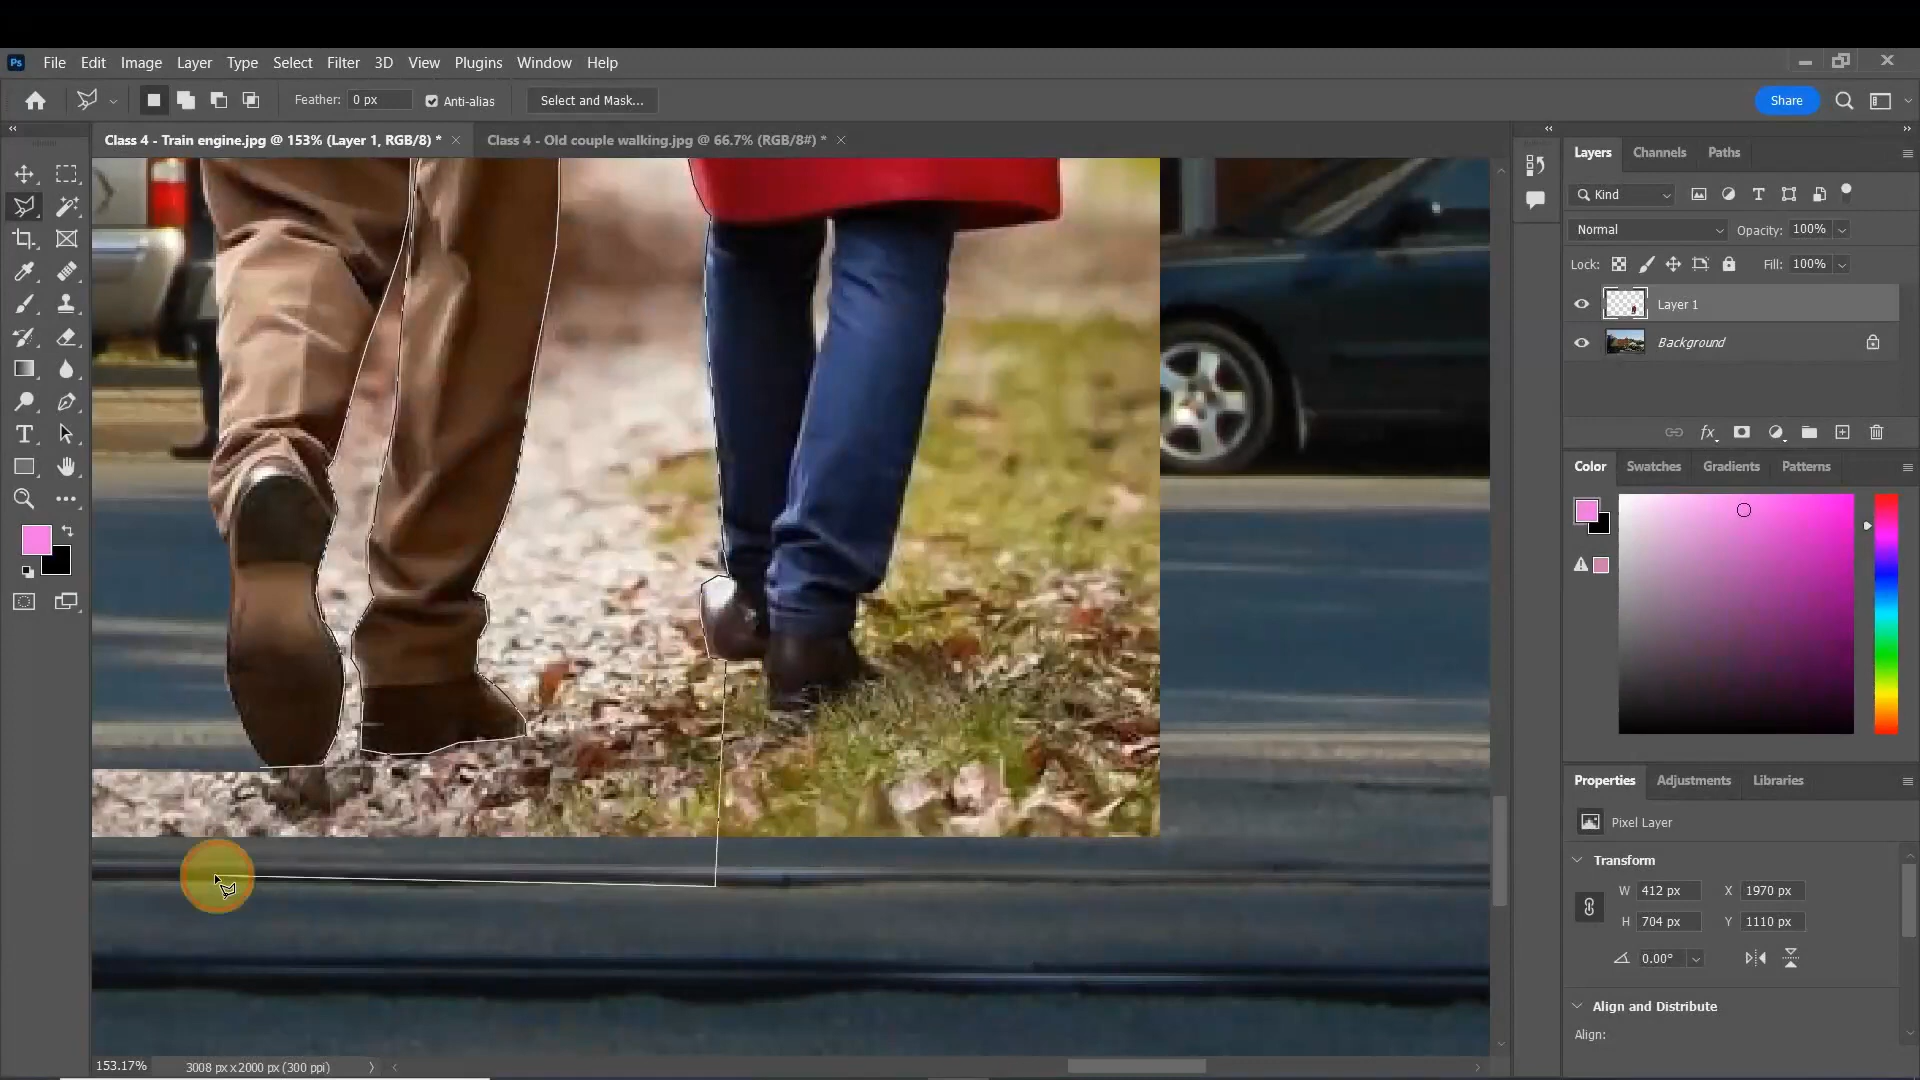 Ps File Edit Image Layer Type Select Filter 3D View Plugins Window Help
Feather: 0 px Anti-alias Select and Mask... Share
Class 4 - Train engine.jpg @ 153% (Layer 1, RGB/8) * Class 4 - Old couple walking.jpg @ 66.7% (RGB/8#) *
Layers Channels Paths
Kind
Normal Opacity: 100%
Lock: Fill: 100%
Layer 1
Background
Color Swatches Gradients Patterns
Properties Adjustments Libraries
Pixel Layer
Transform
W 412 px X 1970 px
H 704 px Y 1110 px
0.00°
Align and Distribute
Align:
153.17% 3008 px x 2000 px (300 ppi)